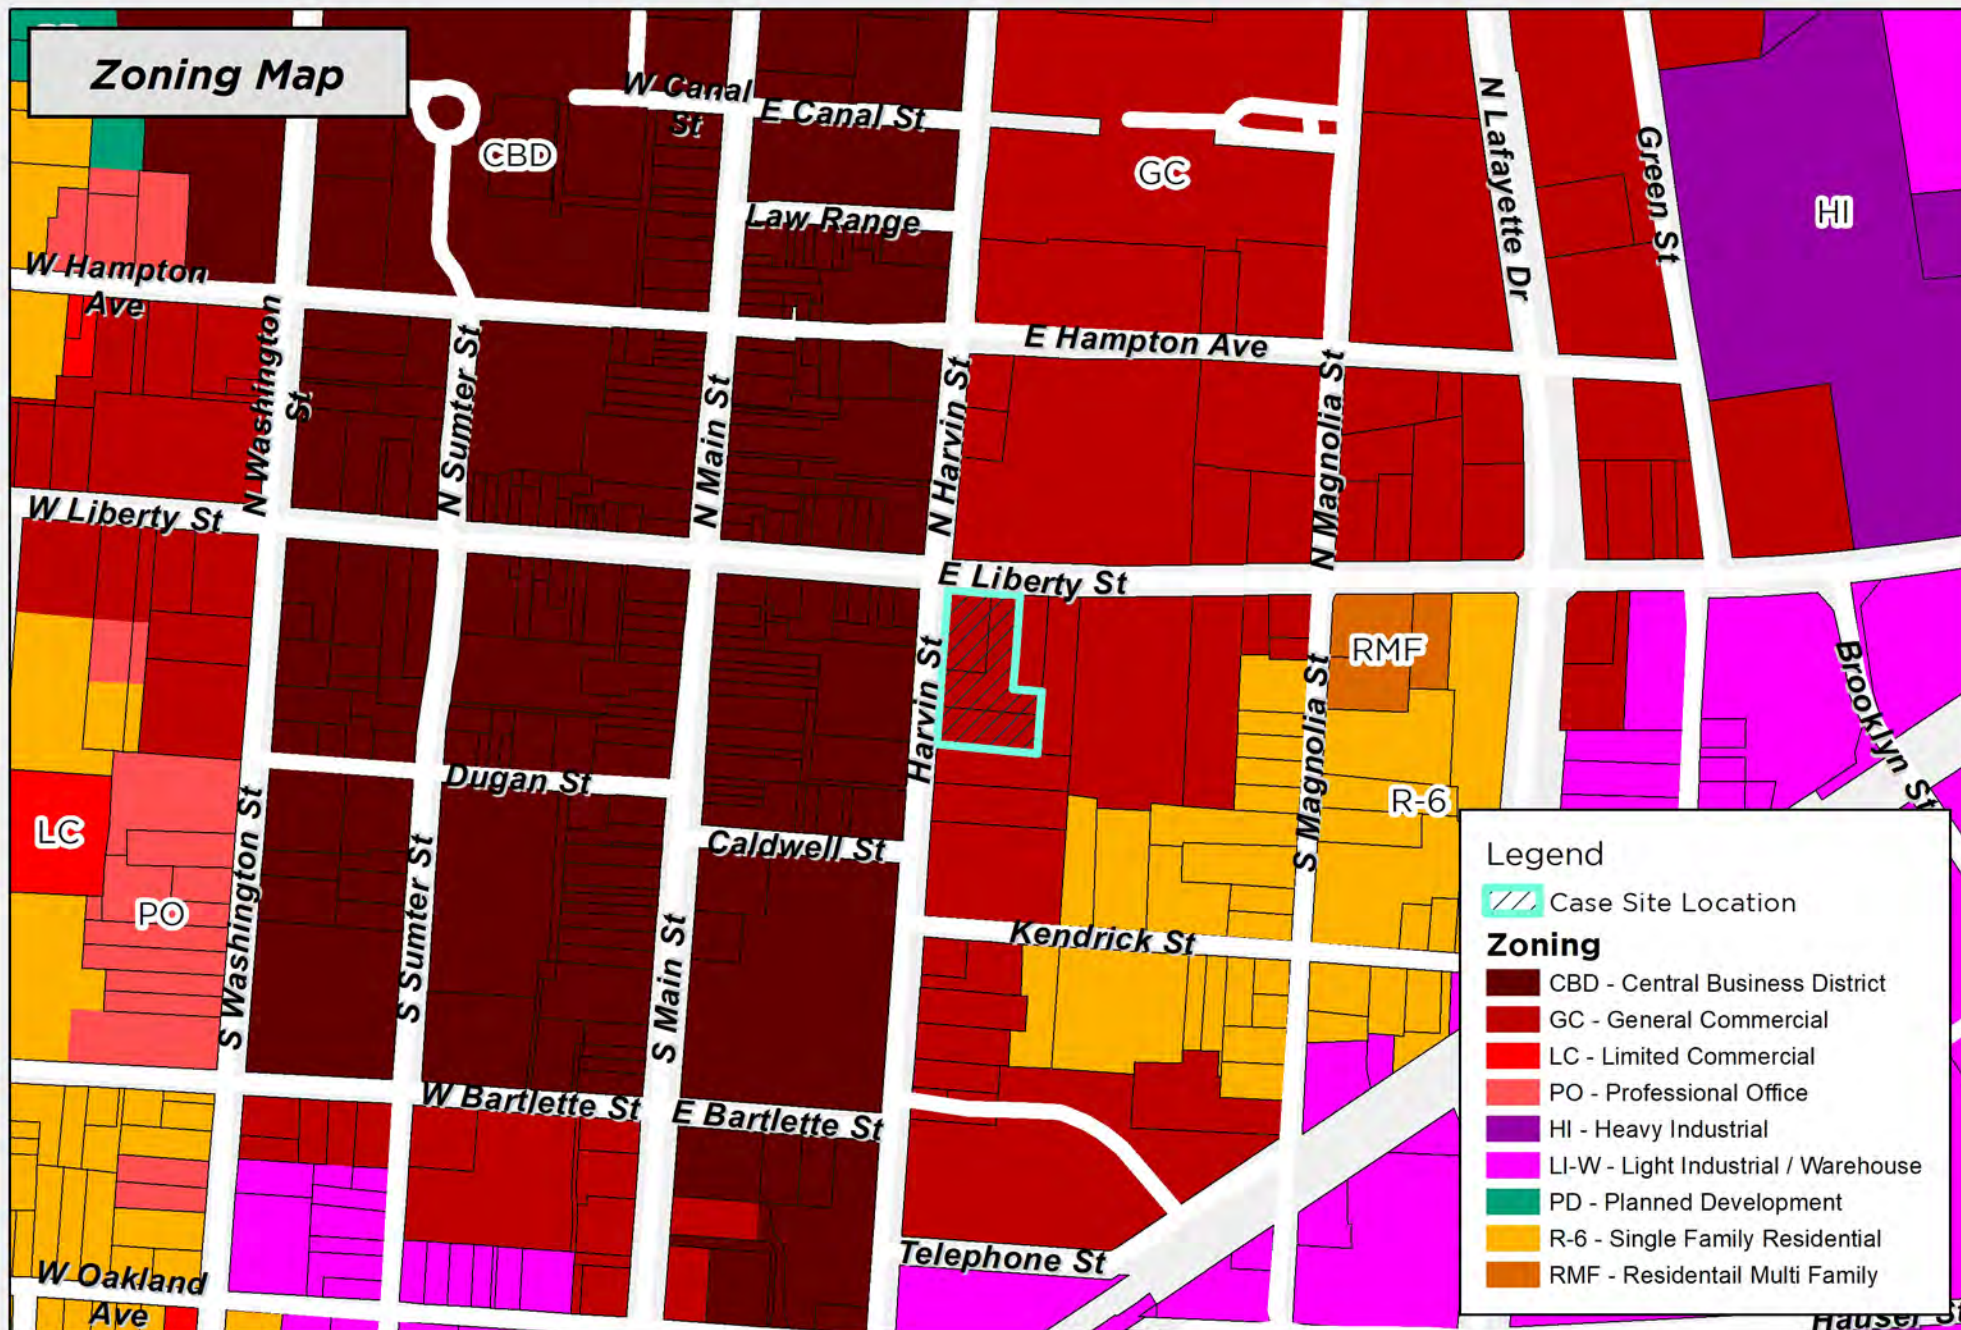 Zoning Map
W Canal
St
E Canal St
CBD
GC
HI
Law Range
N Lafayette Dr
Green St
W Hampton
Ave
E Hampton Ave
N Washington
St
N Sumter St
N Main St
N Harvin St
N Magnolia St
W Liberty St
E Liberty St
RMF
Harvin St
S Magnolia St
Brooklyn St
Dugan St
R-6
LC
Caldwell St
PO
S Washington St
S Sumter St
S Main St
Kendrick St
W Bartlette St
E Bartlette St
Telephone St
W Oakland
Ave
Hauser St
Legend
Case Site Location
Zoning
CBD - Central Business District
GC - General Commercial
LC - Limited Commercial
PO - Professional Office
HI - Heavy Industrial
LI-W - Light Industrial / Warehouse
PD - Planned Development
R-6 - Single Family Residential
RMF - Residentail Multi Family